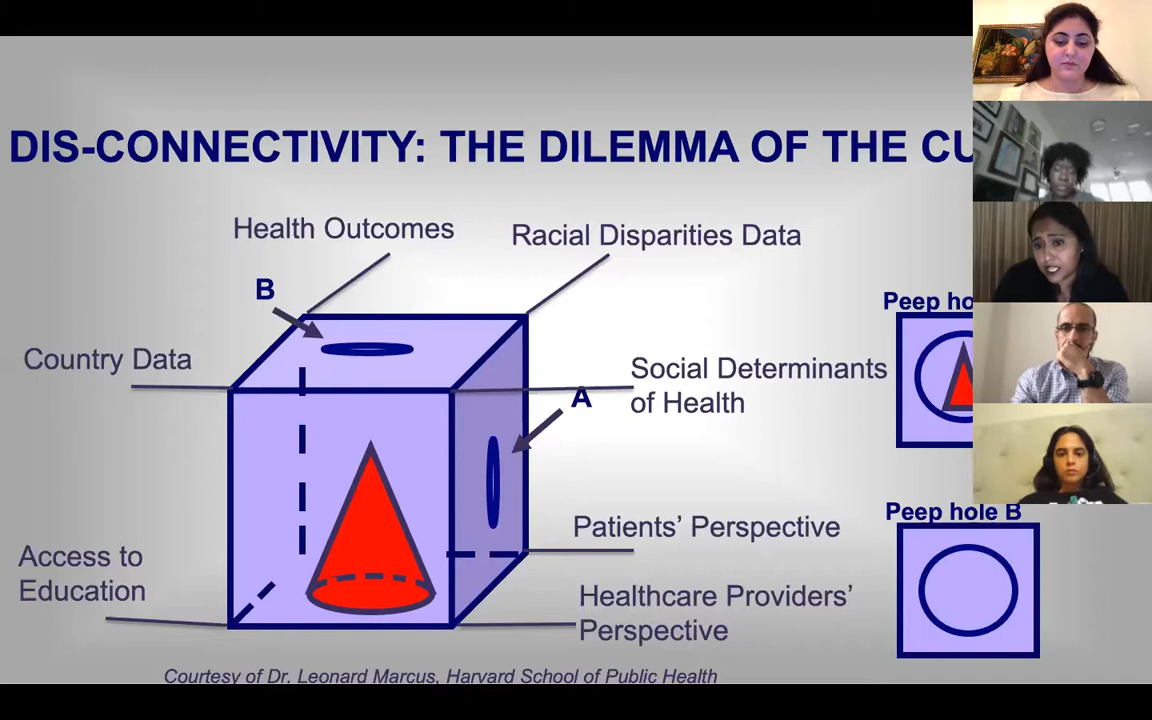 DIS-CONNECTIVITY: THE DILEMMA OF THE
Health Outcomes
Racial Disparities Data
B
Peep
Country Data
Social Determinants
of Health
A
Peep hole B
Patients' Perspective
Access to
Education
Healthcare Providers'
Perspective
Courtesy of Dr. Leonard Marcus, Harvard School of Public Health